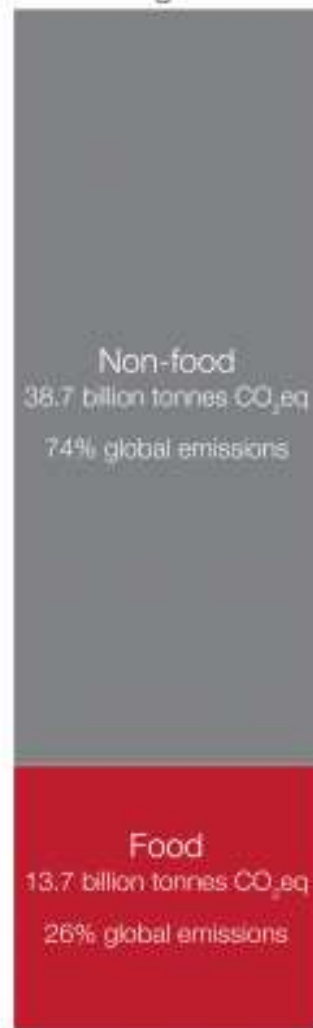 Non-food
38.7 billion tonnes CO₂eq
74% global emissions
Food
13.7 billion tonnes CO₂eq
26% global emissions